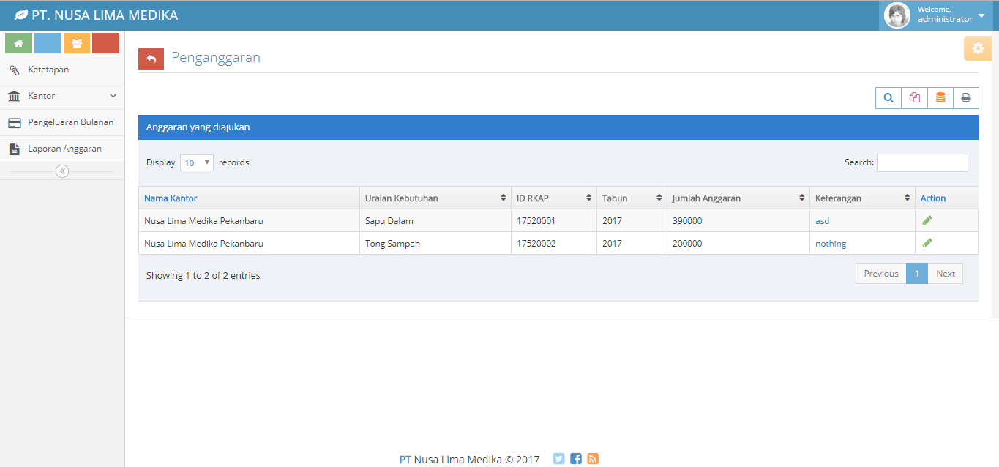 PT. NUSA LIMA MEDIKA
Welcome,
administrator
Ketetapan
Kantor
Pengeluaran Bulanan
Laporan Anggaran
Penganggaran
Anggaran yang diajukan
Display 10 records Search:
Nama Kantor Uraian Kebutuhan ID RKAP Tahun Jumlah Anggaran Keterangan Action
Nusa Lima Medika Pekanbaru Sapu Dalam 17520001 2017 390000 asd
Nusa Lima Medika Pekanbaru Tong Sampah 17520002 2017 200000 nothing
Showing 1 to 2 of 2 entries Previous 1 Next
PT Nusa Lima Medika © 2017